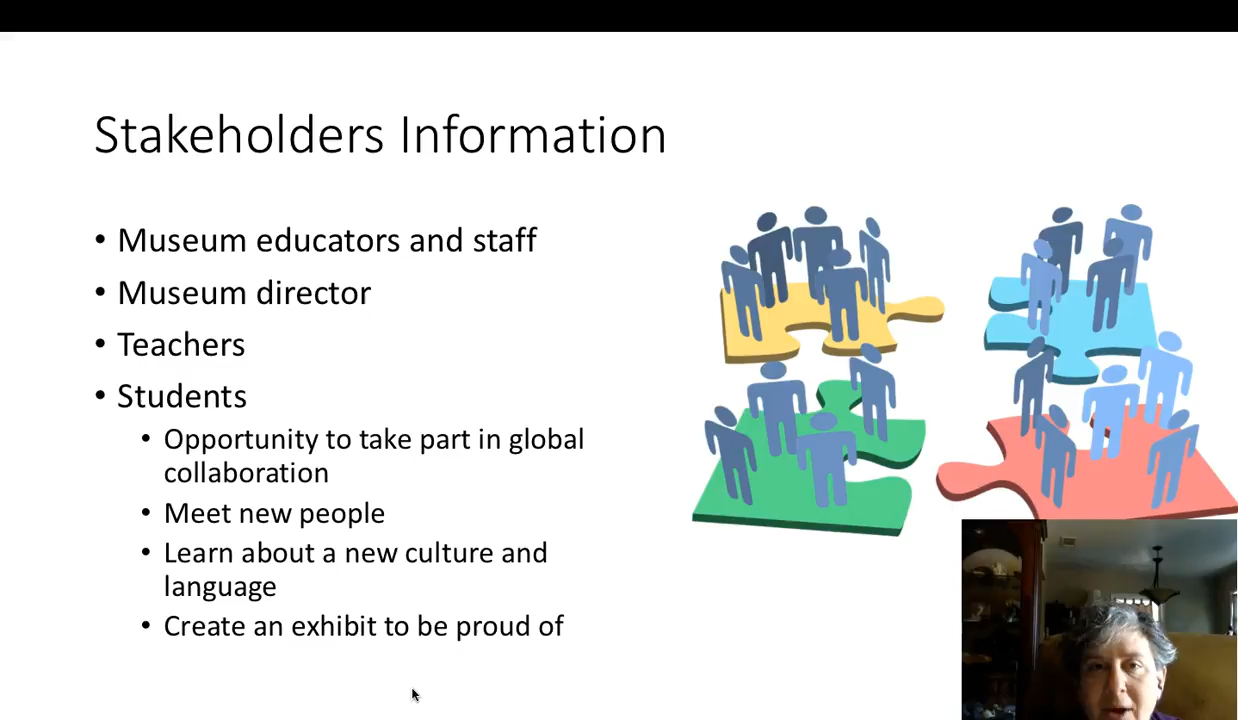 Stakeholders Information
• Museum educators and staff
• Museum director
• Teachers
• Students
• Opportunity to take part in global
collaboration
• Meet new people
• Learn about a new culture and
language
• Create an exhibit to be proud of